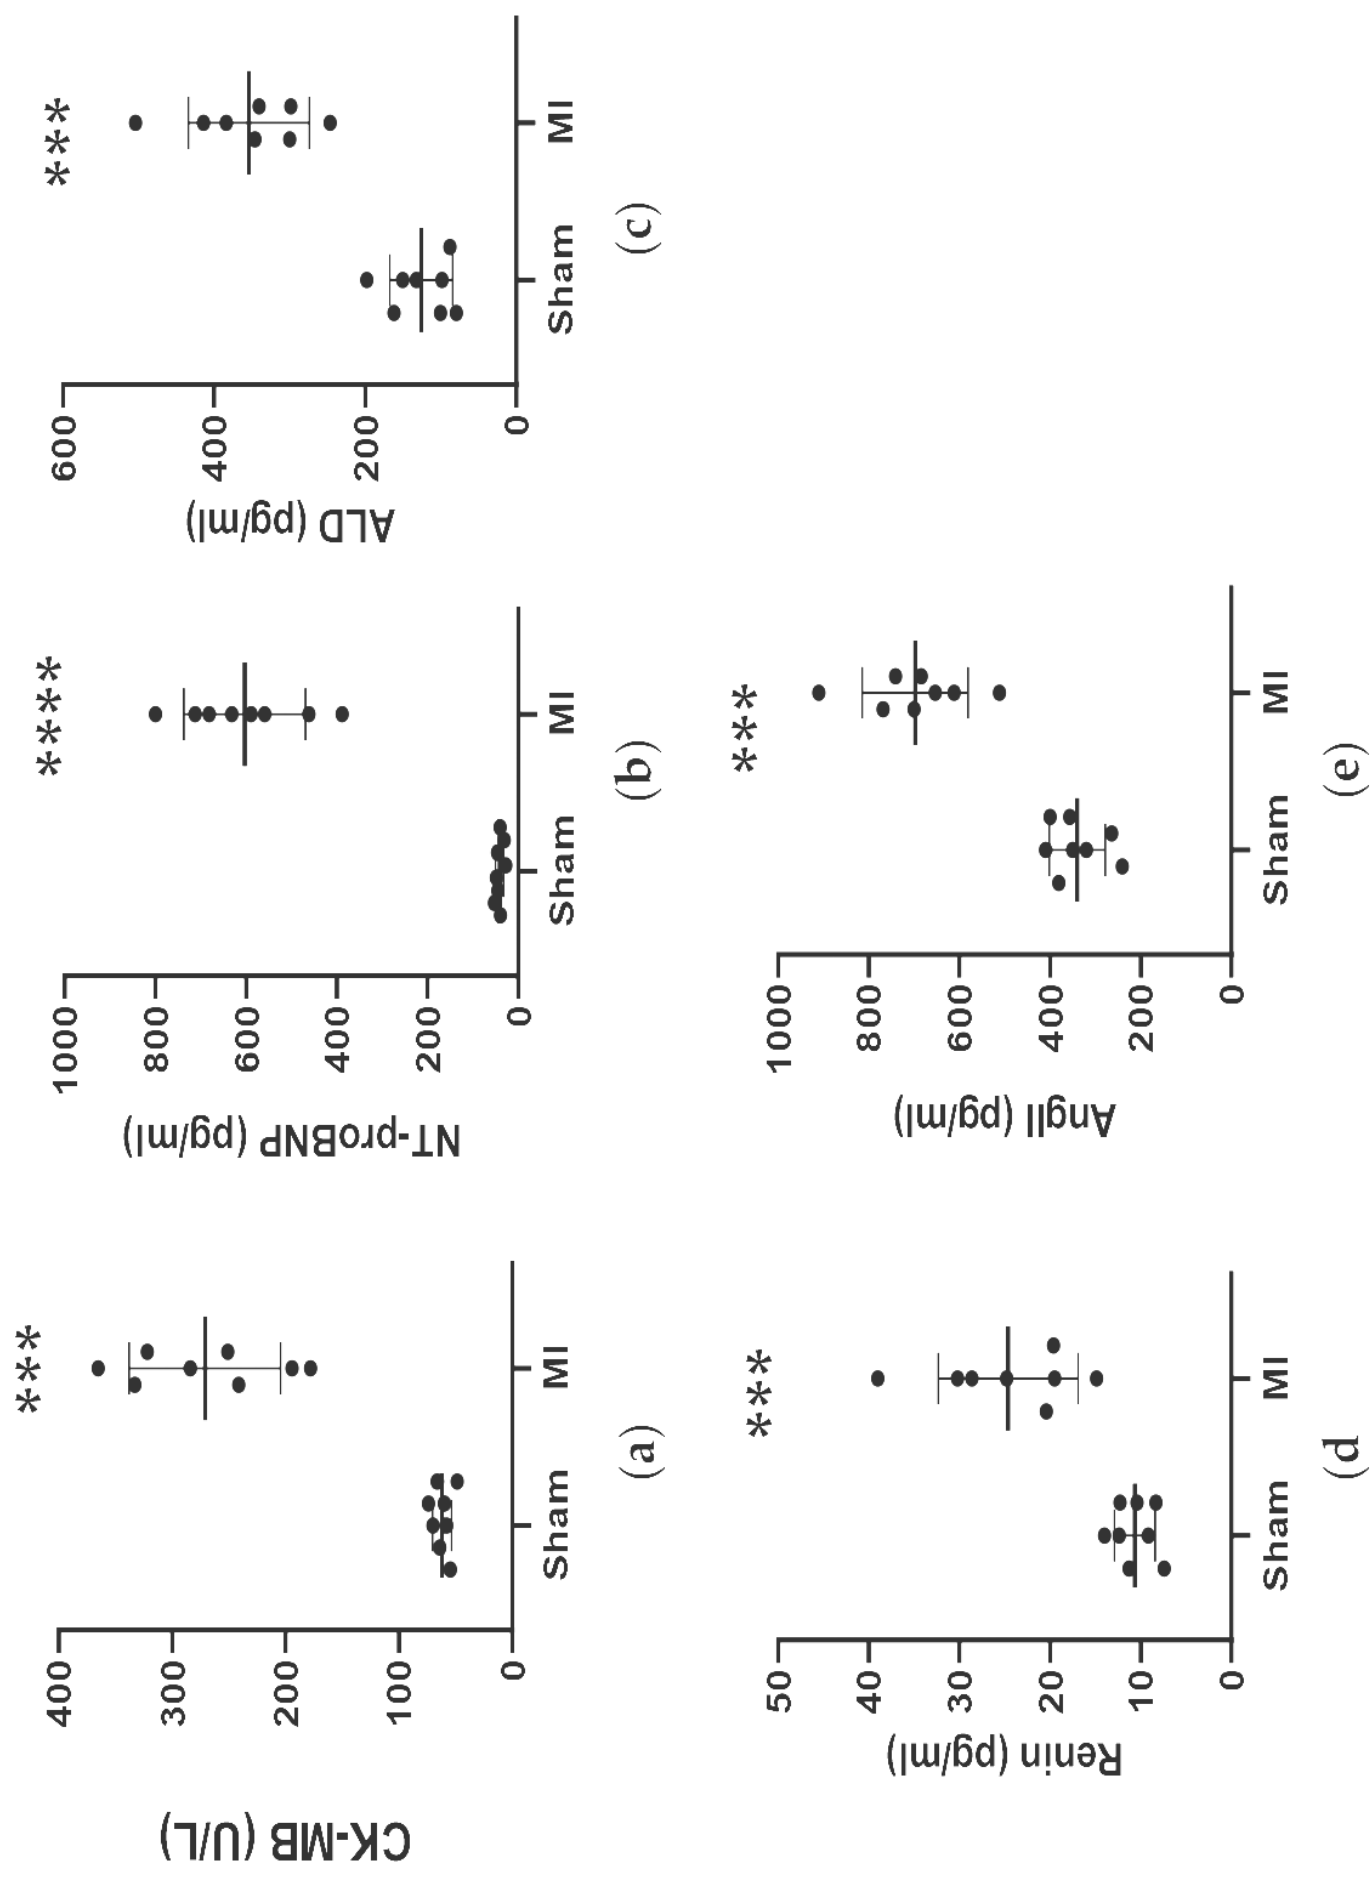 CK-MB (U/L)
400
300
200
100
0
***
Sham
MI
(a)
NT-proBNP (pg/ml)
1000
800
600
400
200
0
****
Sham
MI
(b)
ALD (pg/ml)
600
400
200
0
***
Sham
MI
(c)
Renin (pg/ml)
50
40
30
20
10
0
***
Sham
MI
(d
AngII (pg/ml)
1000
800
600
400
200
0
***
Sham
MI
(e)